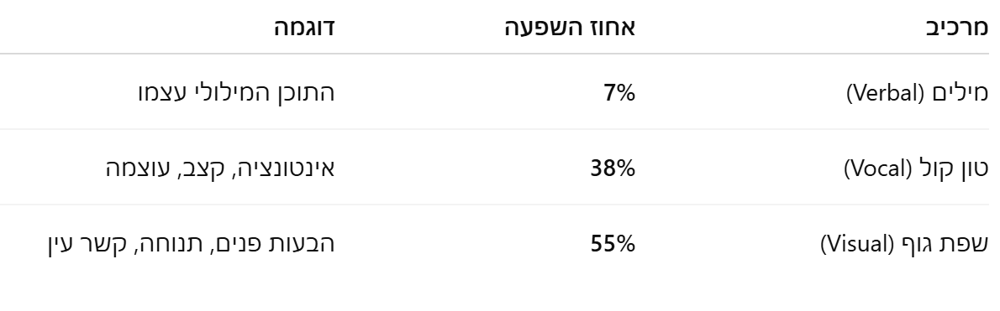 מרכיב אחוז השפעה דוגמה
מילים (Verbal) 7% התוכן המילולי עצמו
טון קול (Vocal) 38% אינטונציה, קצב, עוצמה
שפת גוף (Visual) 55% הבעות פנים, תנוחה, קשר עין